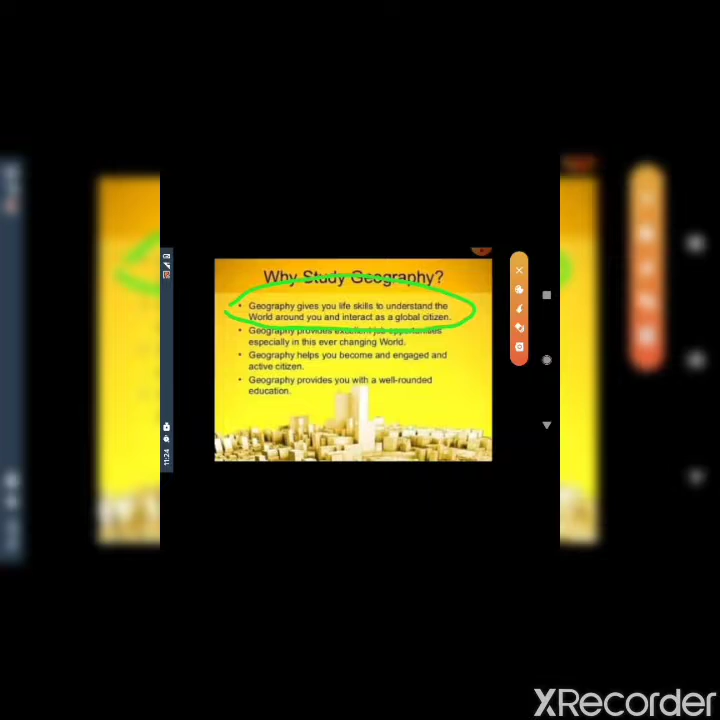 Why Study Geography?
• Geography gives you life skills to understand the
World around you and interact as a global citizen.
• Geography provides excellent job opportunities
especially in this ever changing World.
• Geography helps you become and engaged and
active citizen.
• Geography provides you with a well-rounded
education.
11:24
XRecorder